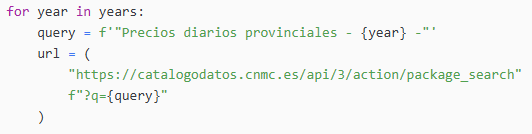 for year in years:
    query = f'"Precios diarios provinciales - {year} -"'
    url = (
        "https://catalogodatos.cnmc.es/api/3/action/package_search"
        f"?q={query}"
    )